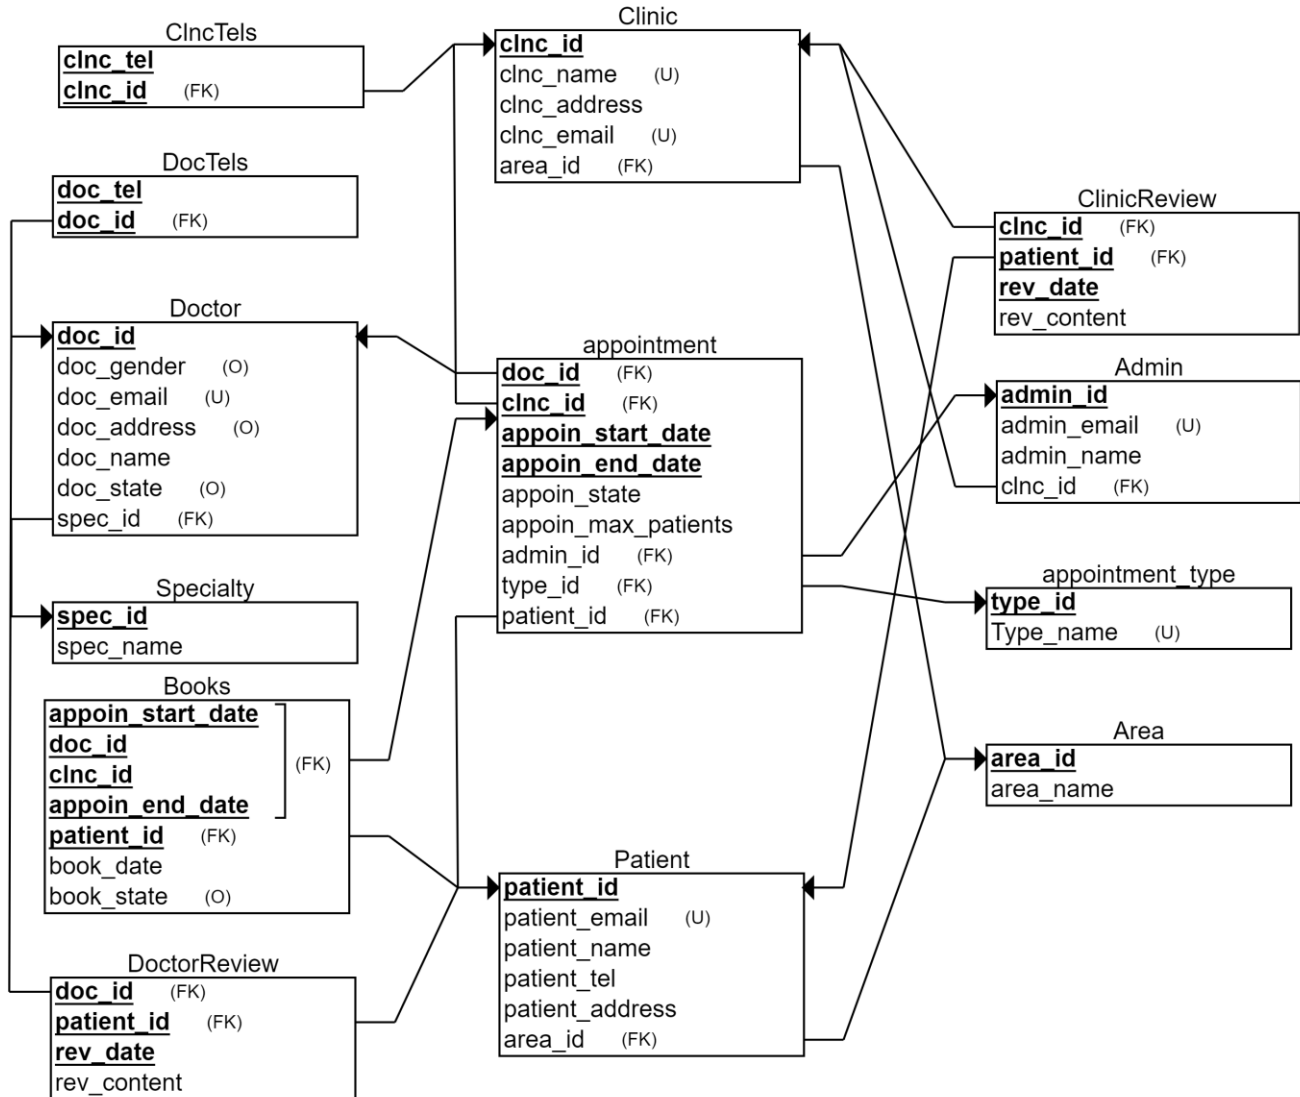 ClncTels
clnc_tel
clnc_id (FK)
DocTels
doc_tel
doc_id (FK)
Doctor
doc_id
doc_gender (O)
doc_email (U)
doc_address (O)
doc_name
doc_state (O)
spec_id (FK)
Specialty
spec_id
spec_name
Books
appoin_start_date
doc_id
clnc_id
appoin_end_date
(FK)
patient_id (FK)
book_date
book_state (O)
DoctorReview
doc_id (FK)
patient_id (FK)
rev_date
rev_content
Clinic
clnc_id
clnc_name (U)
clnc_address
clnc_email (U)
area_id (FK)
appointment
doc_id (FK)
clnc_id (FK)
appoin_start_date
appoin_end_date
appoin_state
appoin_max_patients
admin_id (FK)
type_id (FK)
patient_id (FK)
Patient
patient_id
patient_email (U)
patient_name
patient_tel
patient_address
area_id (FK)
ClinicReview
clnc_id (FK)
patient_id (FK)
rev_date
rev_content
Admin
admin_id
admin_email (U)
admin_name
clnc_id (FK)
appointment_type
type_id
Type_name (U)
Area
area_id
area_name